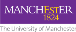 MANCHESTER
1824
The University of Manchester